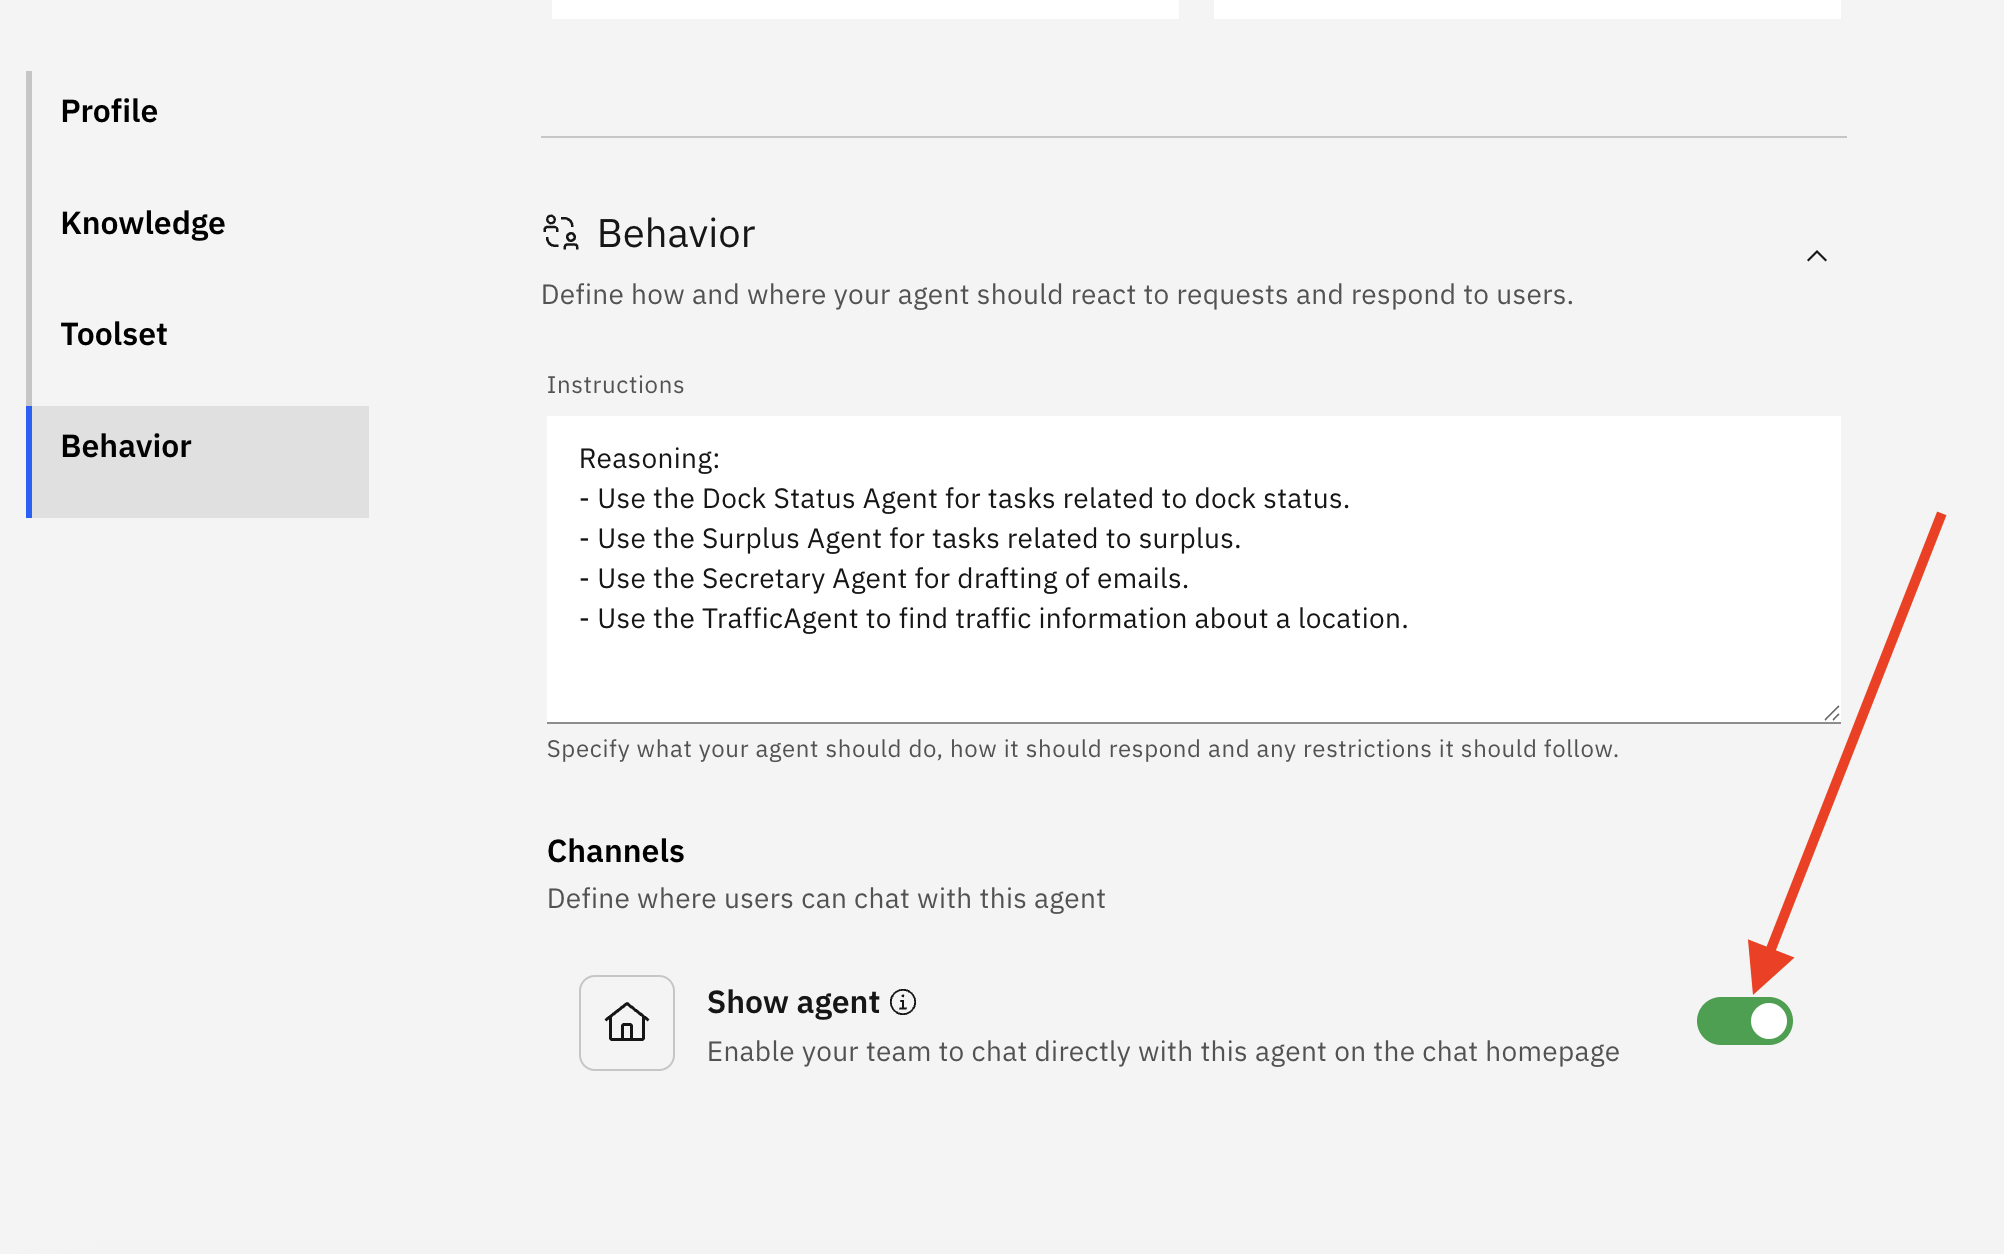 Profile
Knowledge
Toolset
Behavior
Behavior
Define how and where your agent should react to requests and respond to users.
Instructions
Reasoning:
- Use the Dock Status Agent for tasks related to dock status.
- Use the Surplus Agent for tasks related to surplus.
- Use the Secretary Agent for drafting of emails.
- Use the TrafficAgent to find traffic information about a location.
Specify what your agent should do, how it should respond and any restrictions it should follow.
Channels
Define where users can chat with this agent
Show agent
Enable your team to chat directly with this agent on the chat homepage